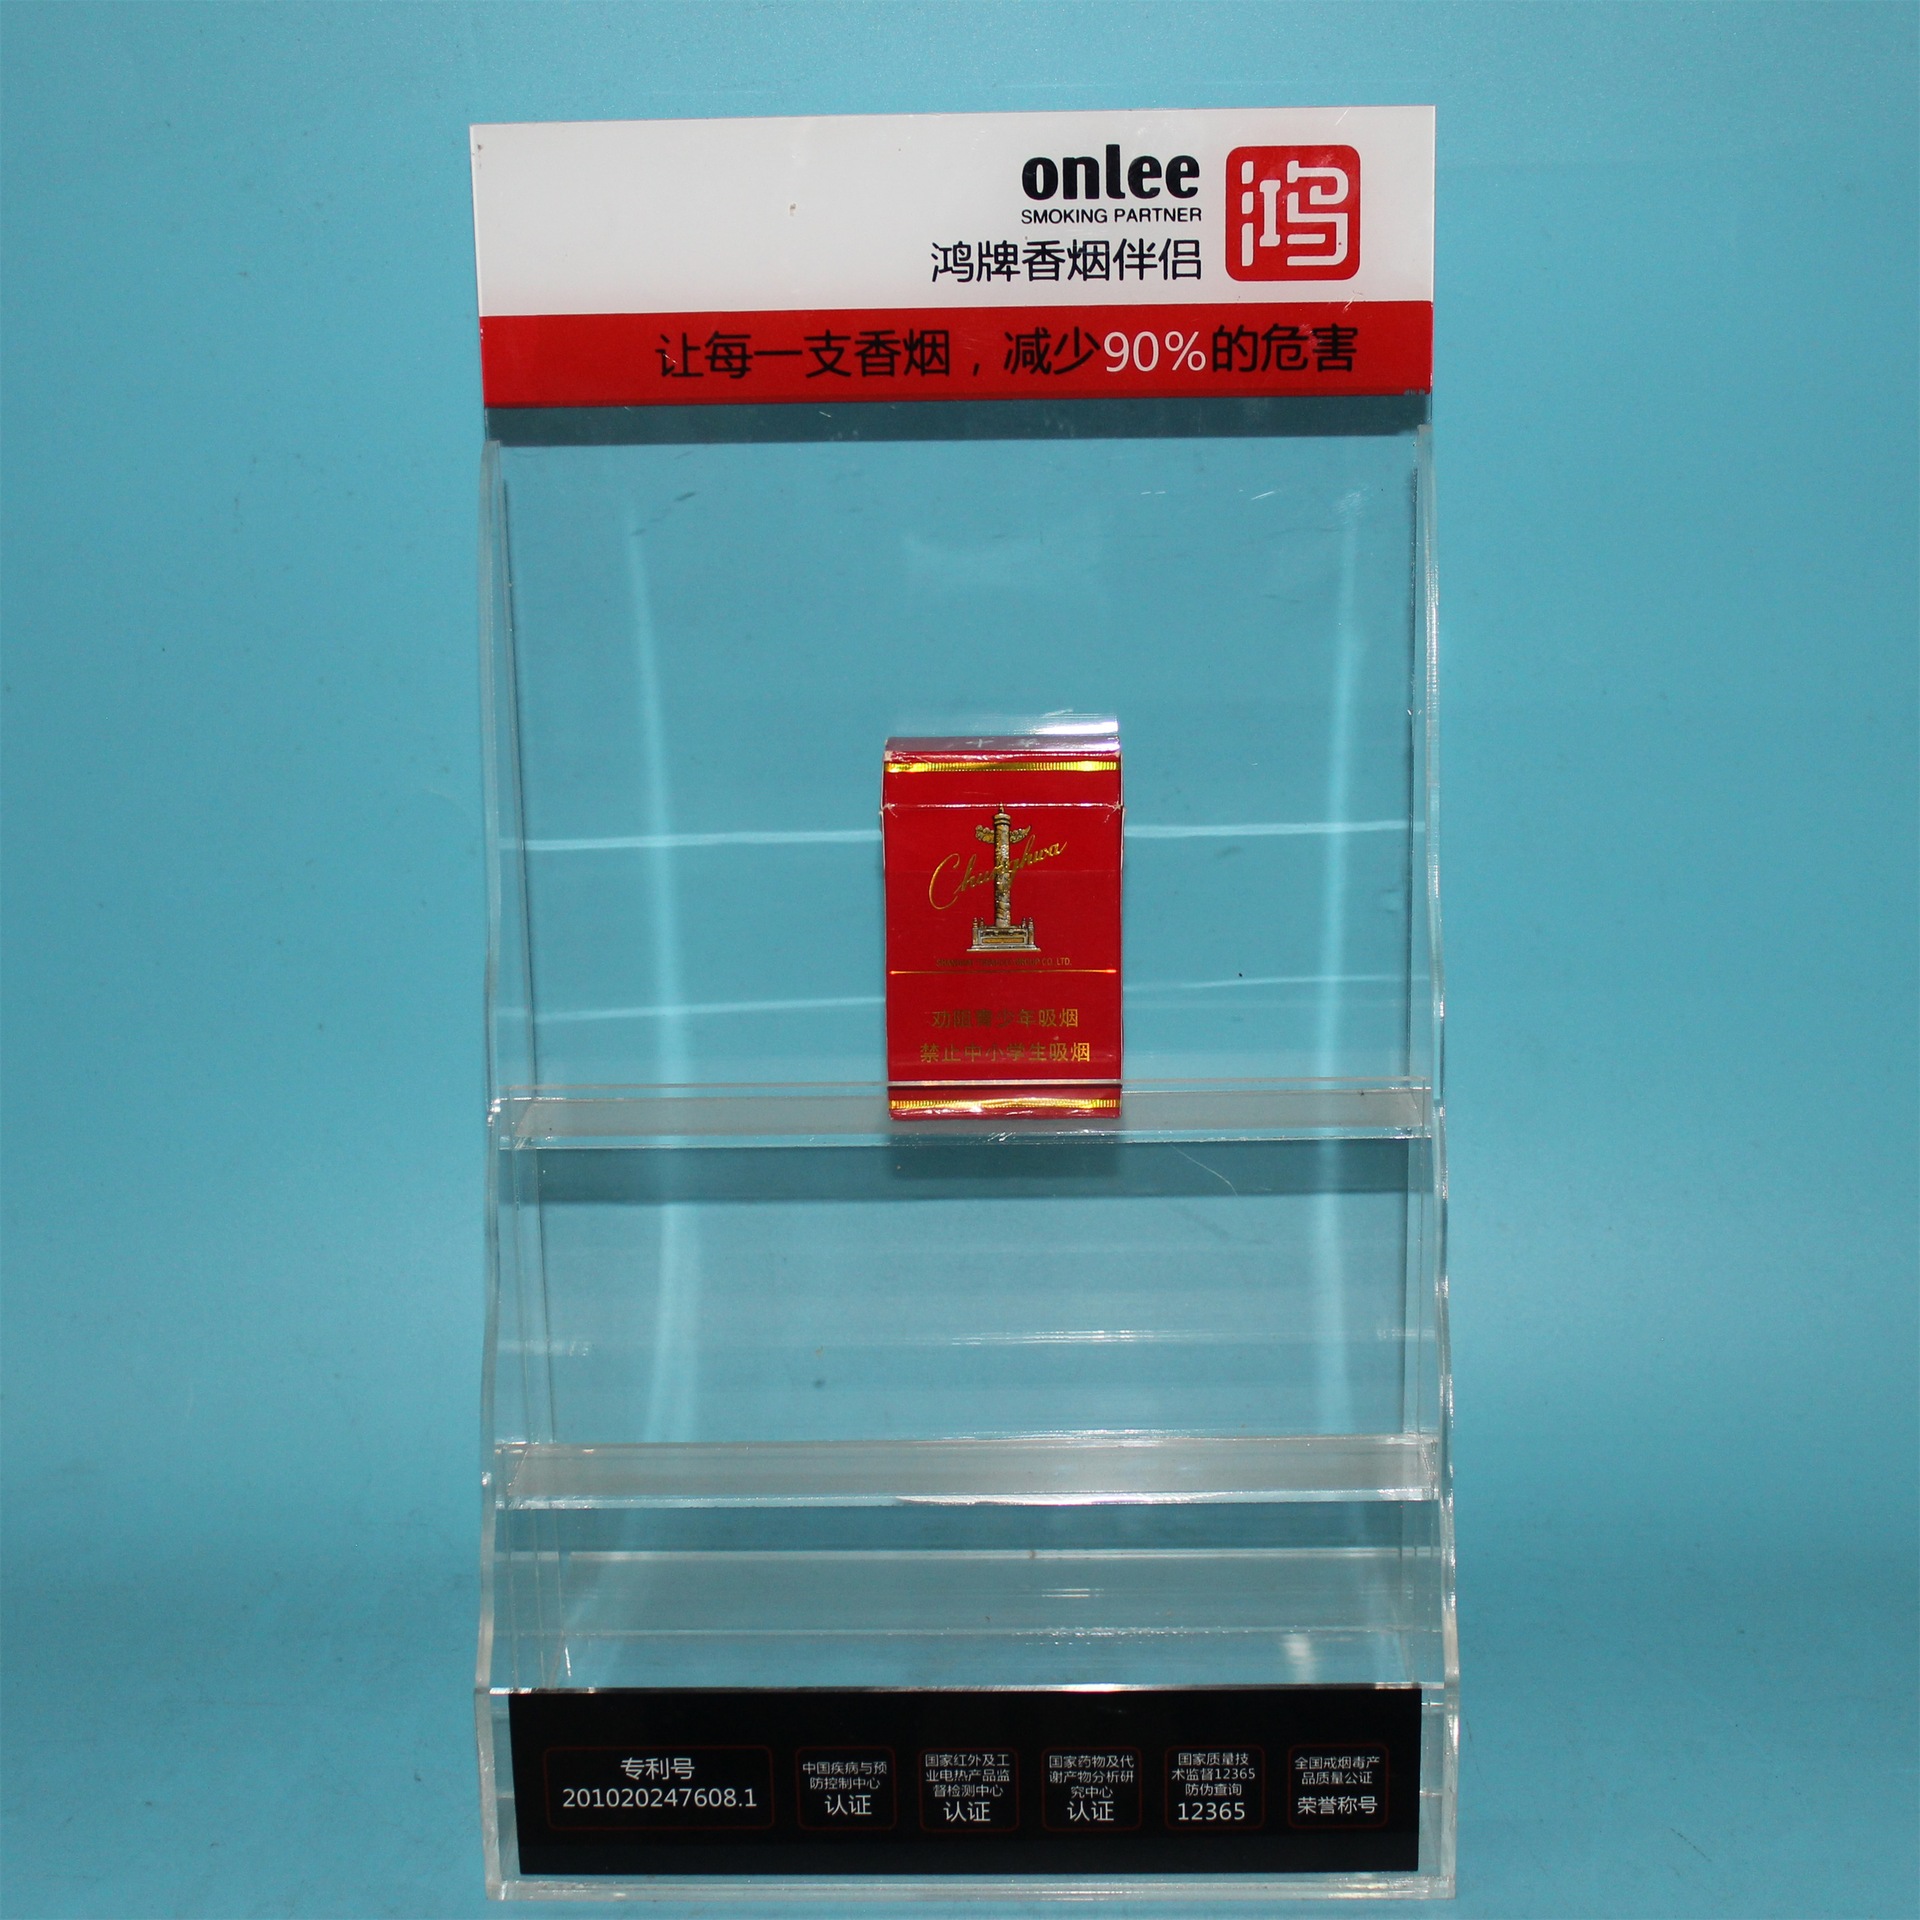 onlee
SMOKING PARTNER
鸿牌香烟伴侣
鸿
让每一支香烟，减少90%的危害
Chunghwa
GROUP CO.,LTD.
劝阻青少年吸烟
禁止中小学生吸烟
专利号
201020247608.1
中国疾病与预
防控制中心
认证
国家红外及工
业电热产品监
督检测中心
认证
国家药物及代
谢产物分析研
究中心
认证
国家质量技
术监督12365
防伪查询
12365
全国戒烟毒产
品质量公证
荣誉称号